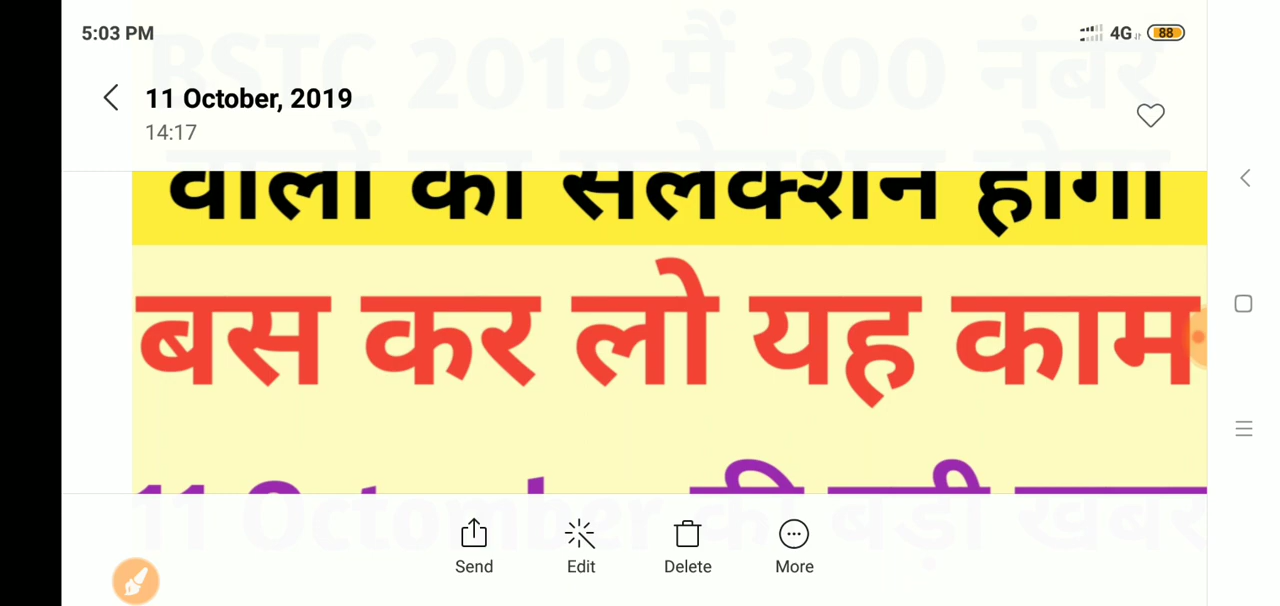 5:03 PM
4G 88
BSTC 2019 मैं 300 नंबर
11 October, 2019
14:17
वालों का सलेक्शन होगा
बस कर लो यह काम
11 Octomber की बड़ी खबर
Send Edit Delete More